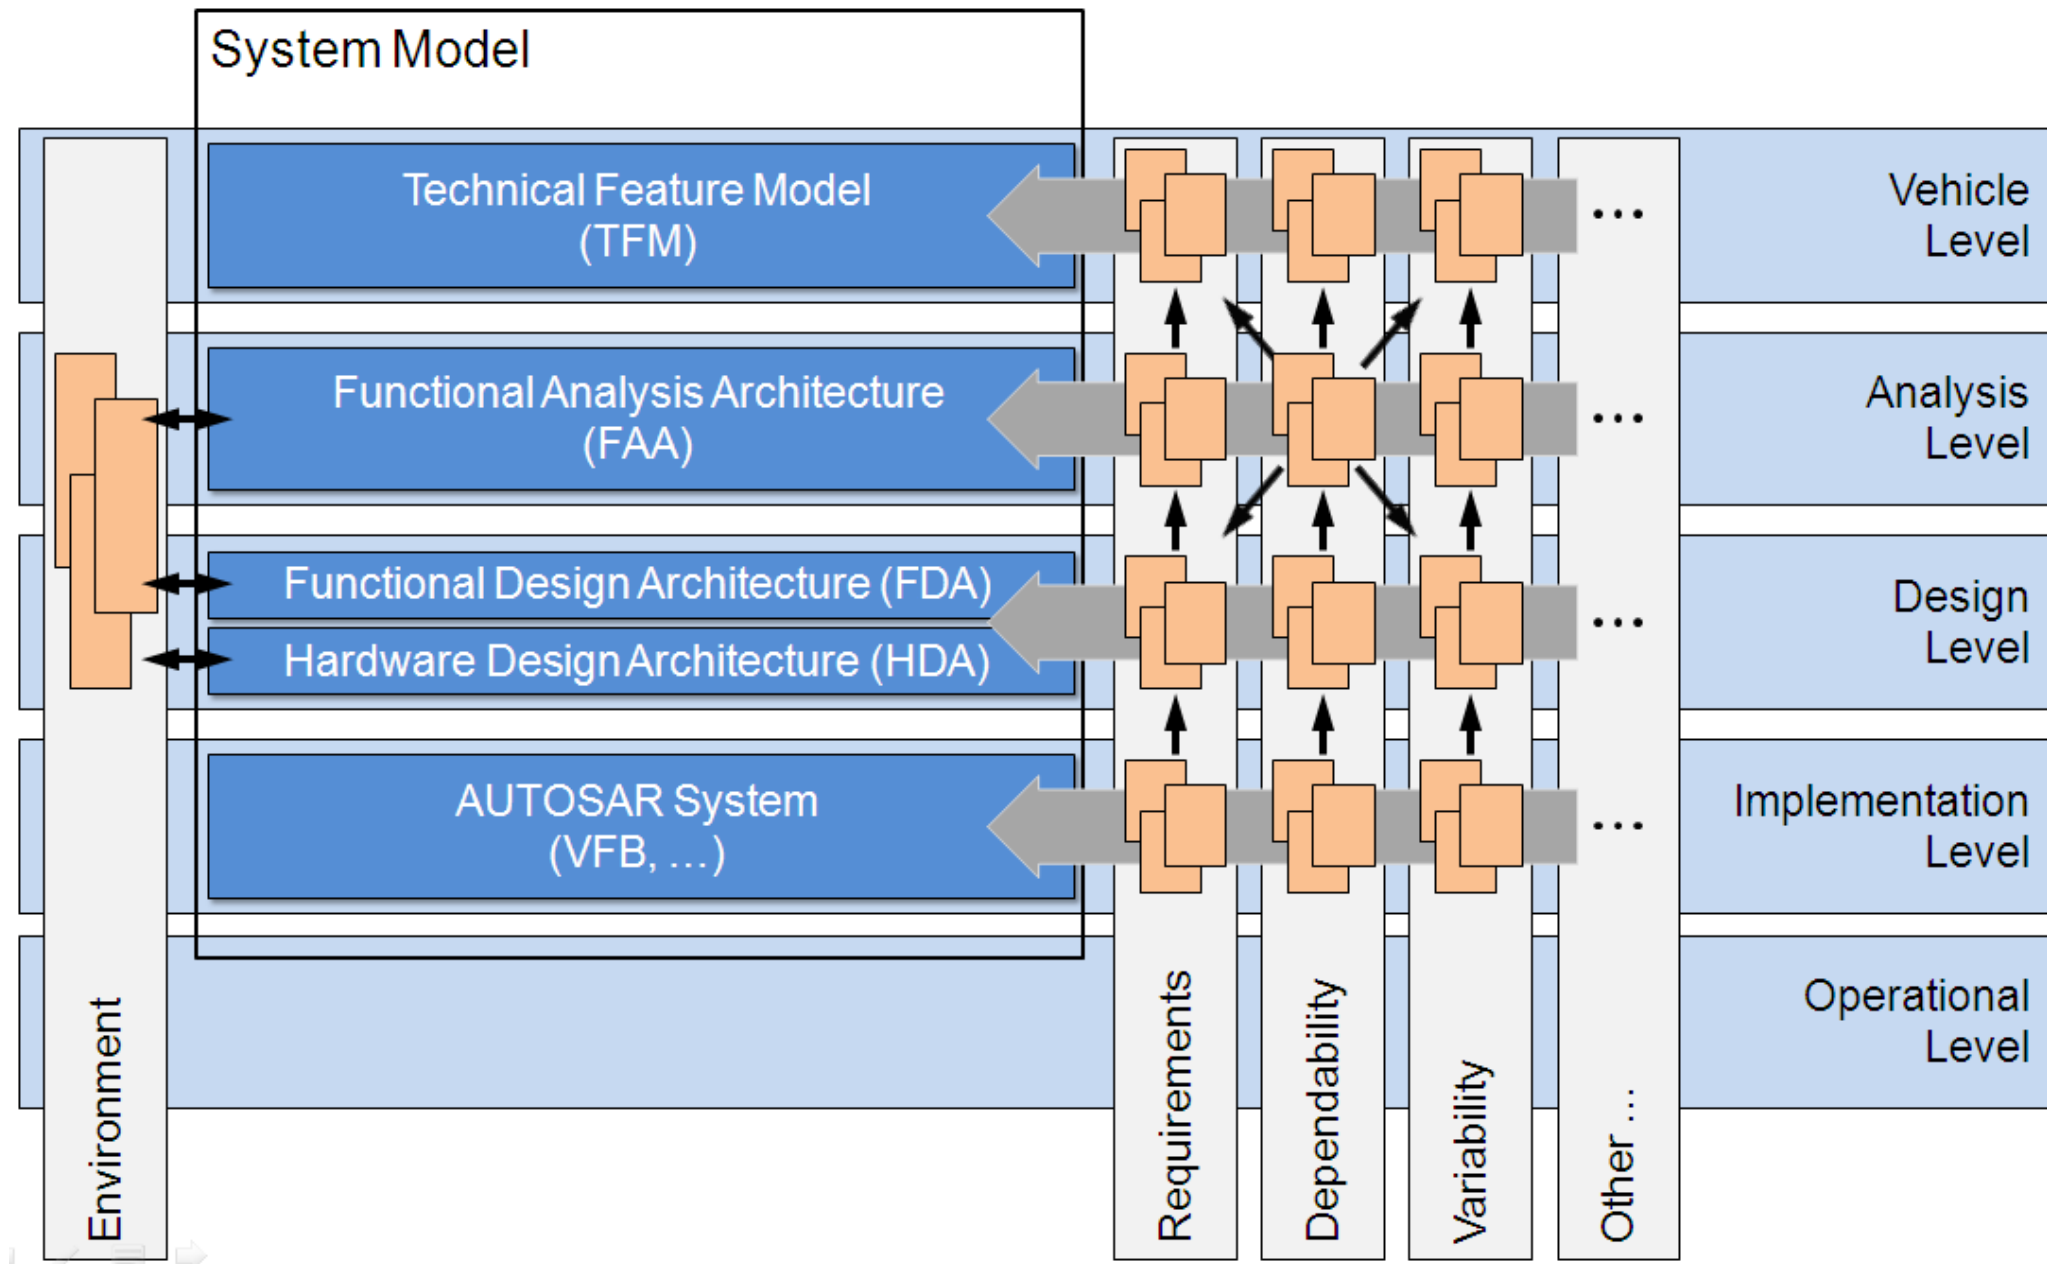 System Model
Technical Feature Model
(TFM)
...
Vehicle
Level
Functional Analysis Architecture
(FAA)
...
Analysis
Level
Functional Design Architecture (FDA)
Hardware Design Architecture (HDA)
...
Design
Level
AUTOSAR System
(VFB, ...)
...
Implementation
Level
Operational
Level
Environment
Requirements
Dependability
Variability
Other ...